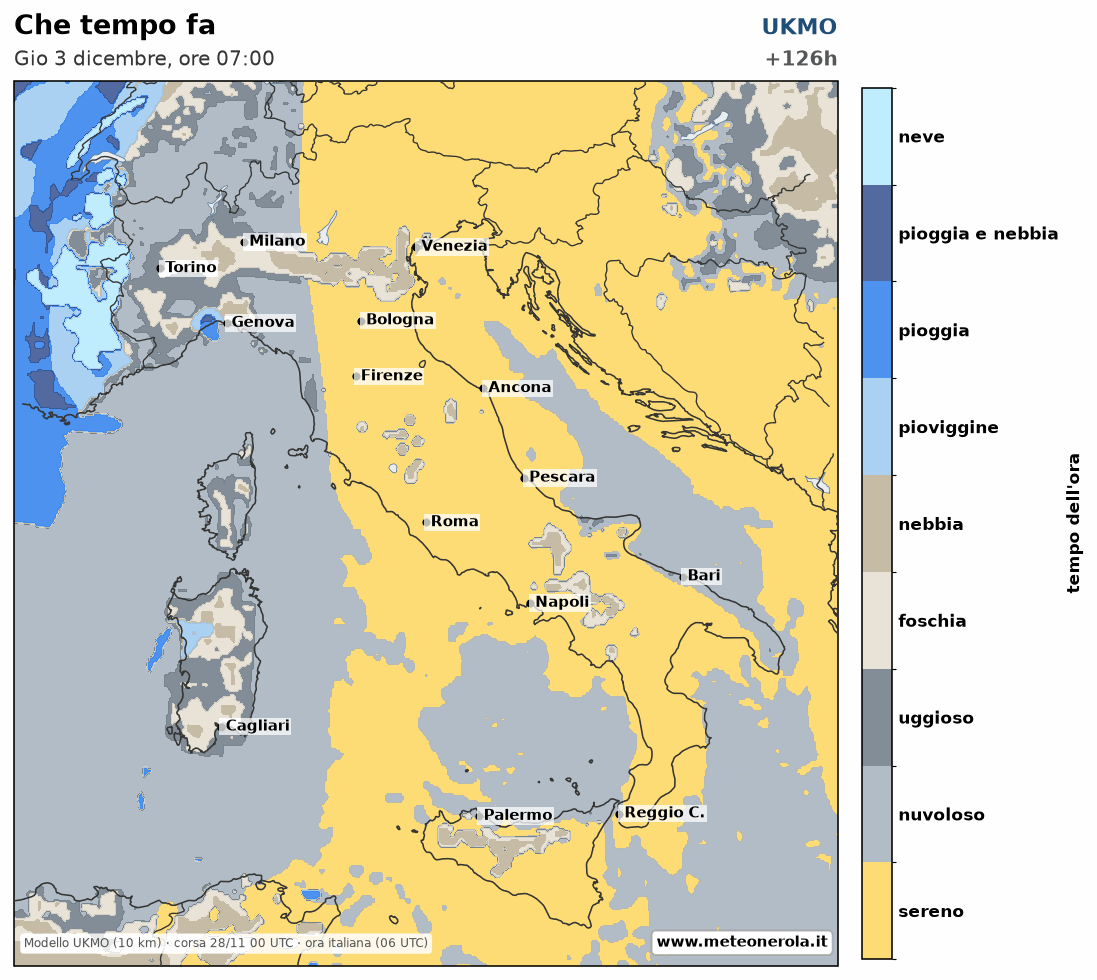 Che tempo fa
UKMO
Gio 3 dicembre, ore 07:00
+126h
neve
pioggia e nebbia
pioggia
pioviggine
nebbia
foschia
uggioso
nuvoloso
sereno
tempo dell'ora
Milano
Venezia
Torino
Genova
Bologna
Firenze
Ancona
Pescara
Roma
Bari
Napoli
Cagliari
Palermo
Reggio C.
Modello UKMO (10 km) · corsa 28/11 00 UTC · ora italiana (06 UTC)
www.meteonerola.it